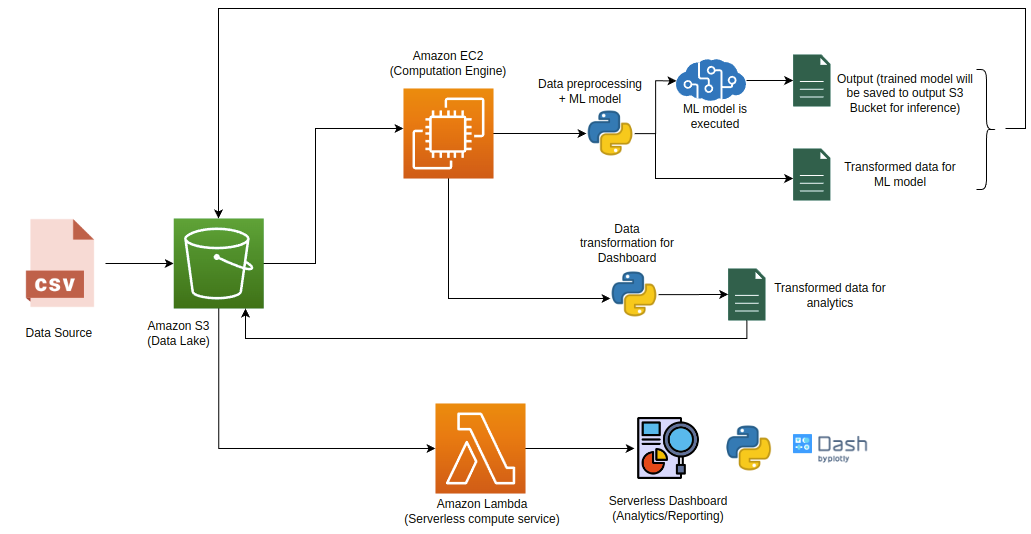 Amazon EC2
(Computation Engine)
Data preprocessing
+ ML model
ML model is
executed
Output (trained model will
be saved to output S3
Bucket for inference)
Transformed data for
ML model
CSV
Data Source
Amazon S3
(Data Lake)
Data
transformation for
Dashboard
Transformed data for
analytics
Amazon Lambda
(Serverless compute service)
Serverless Dashboard
(Analytics/Reporting)
Dash
by plotly